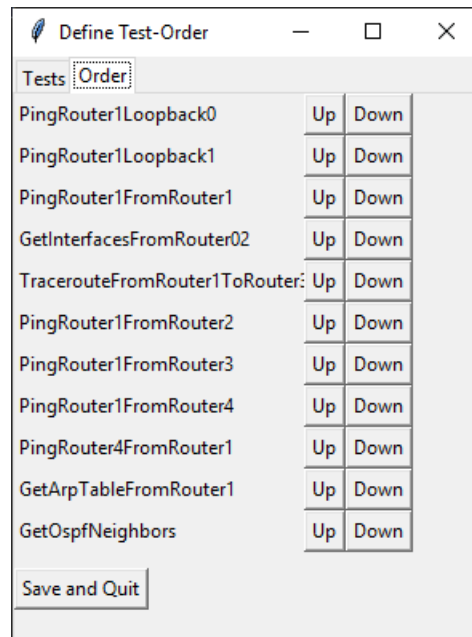 Define Test-Order
Tests Order
PingRouter1Loopback0 Up Down
PingRouter1Loopback1 Up Down
PingRouter1FromRouter1 Up Down
GetInterfacesFromRouter02 Up Down
TracerouteFromRouter1ToRouter3 Up Down
PingRouter1FromRouter2 Up Down
PingRouter1FromRouter3 Up Down
PingRouter1FromRouter4 Up Down
PingRouter4FromRouter1 Up Down
GetArpTableFromRouter1 Up Down
GetOspfNeighbors Up Down
Save and Quit